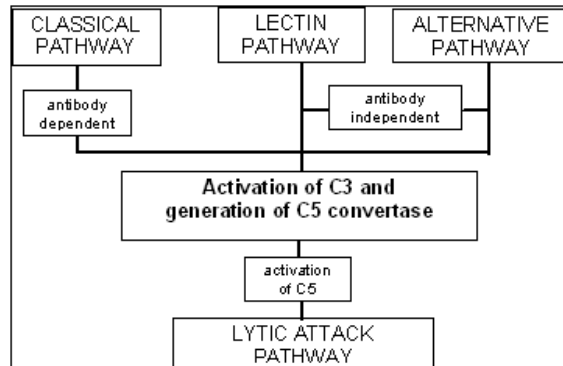 CLASSICAL
PATHWAY
LECTIN
PATHWAY
ALTERNATIVE
PATHWAY
antibody
dependent
antibody
independent
Activation of C3 and
generation of C5 convertase
activation
of C5
LYTIC ATTACK
PATHWAY